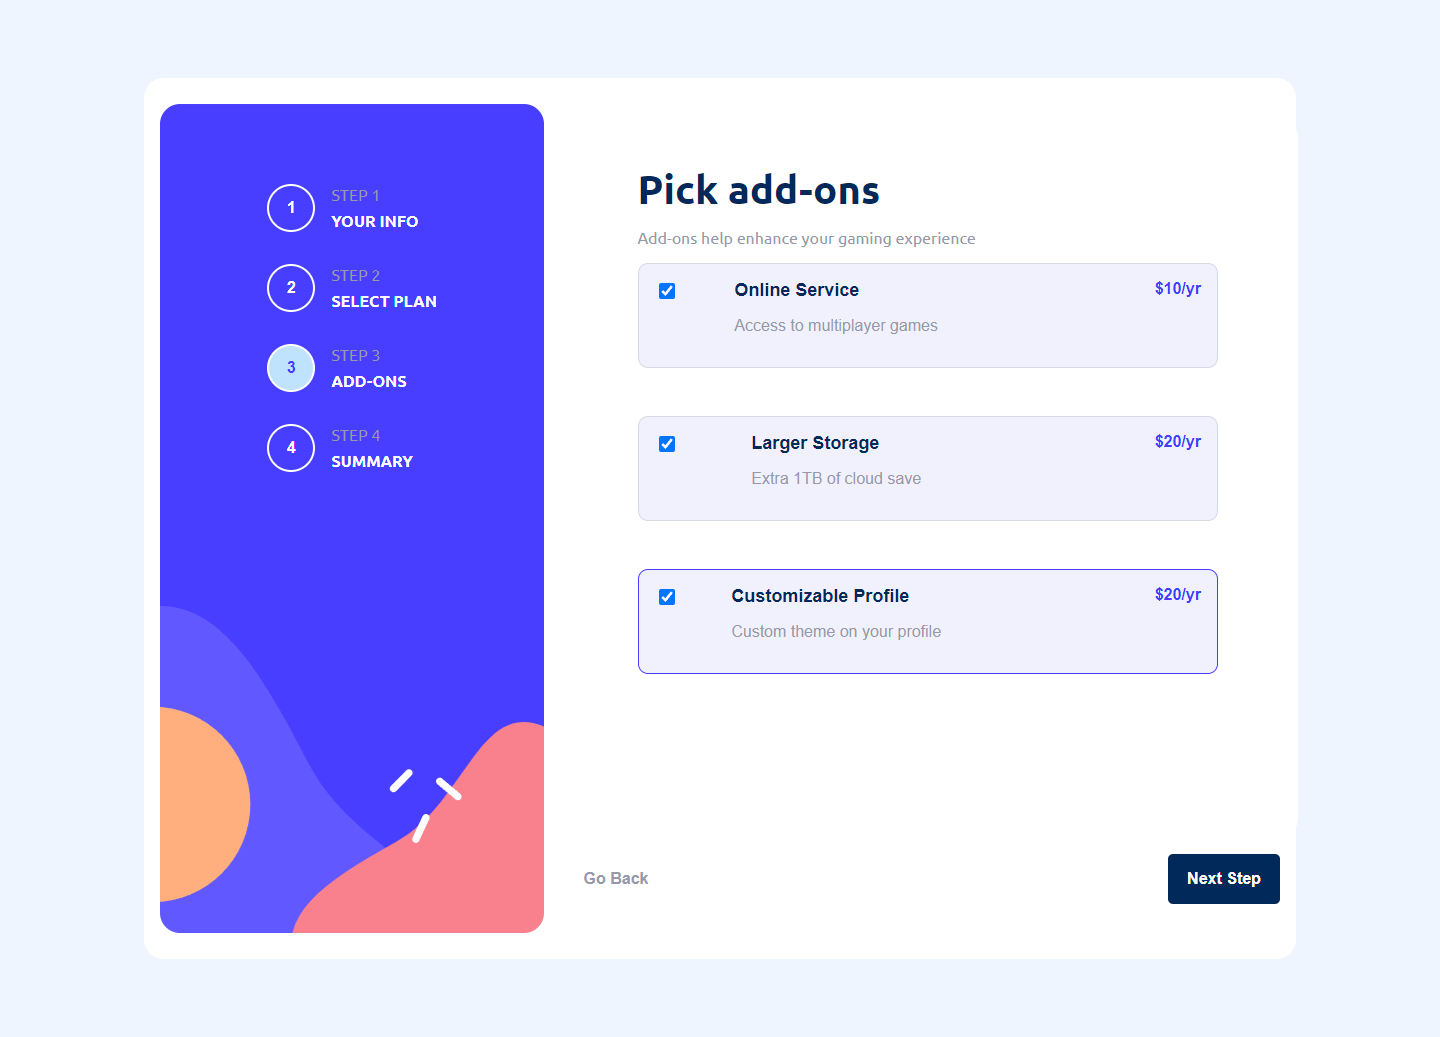 1
STEP 1
YOUR INFO
2
STEP 2
SELECT PLAN
3
STEP 3
ADD-ONS
4
STEP 4
SUMMARY
Pick add-ons
Add-ons help enhance your gaming experience
Online Service
$10/yr
Access to multiplayer games
Larger Storage
$20/yr
Extra 1TB of cloud save
Customizable Profile
$20/yr
Custom theme on your profile
Go Back
Next Step